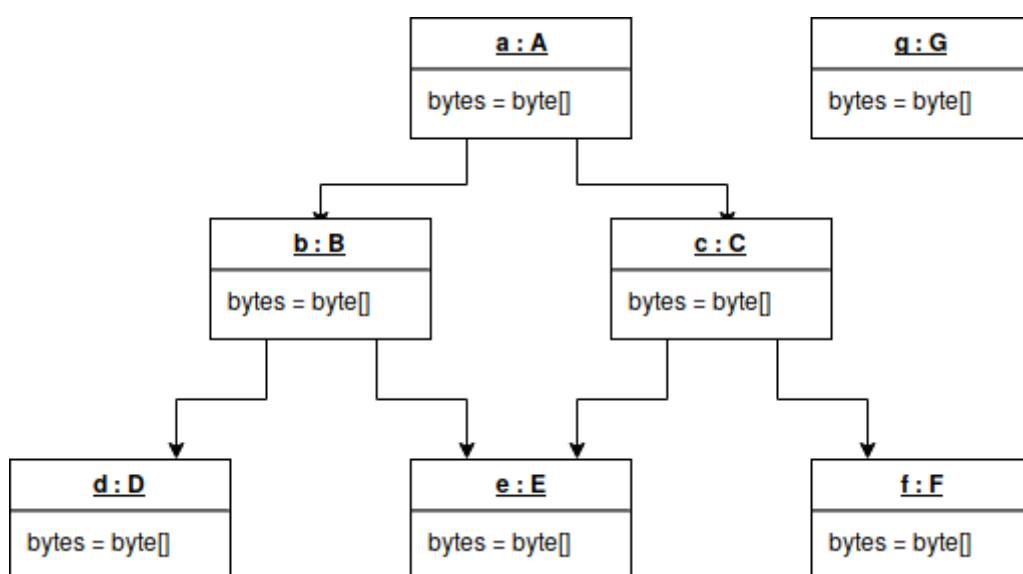 a : A
bytes = byte[]
g : G
bytes = byte[]
b : B
bytes = byte[]
c : C
bytes = byte[]
d : D
bytes = byte[]
e : E
bytes = byte[]
f : F
bytes = byte[]